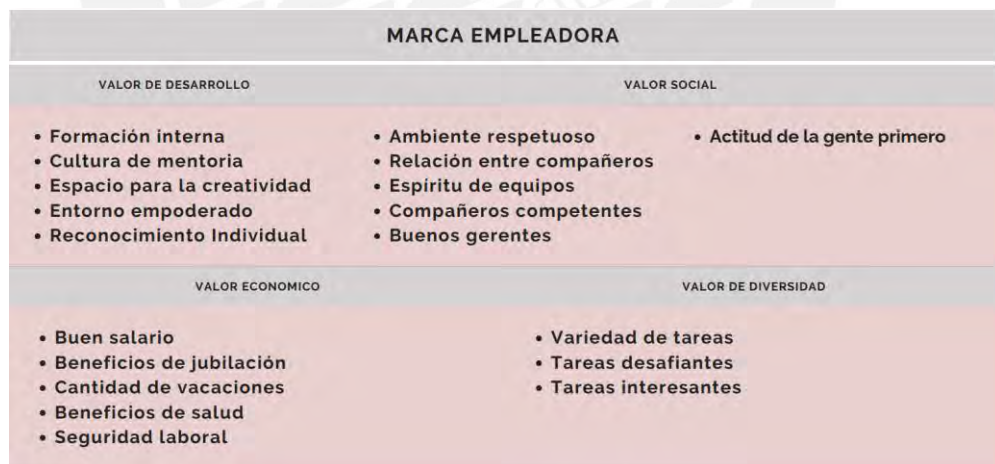 MARCA EMPLEADORA
VALOR DE DESARROLLO
VALOR SOCIAL
• Formación interna
• Cultura de mentoria
• Espacio para la creatividad
• Entorno empoderado
• Reconocimiento Individual
• Ambiente respetuoso
• Relación entre compañeros
• Espíritu de equipos
• Compañeros competentes
• Buenos gerentes
• Actitud de la gente primero
VALOR ECONOMICO
VALOR DE DIVERSIDAD
• Buen salario
• Beneficios de jubilación
• Cantidad de vacaciones
• Beneficios de salud
• Seguridad laboral
• Variedad de tareas
• Tareas desafiantes
• Tareas interesantes